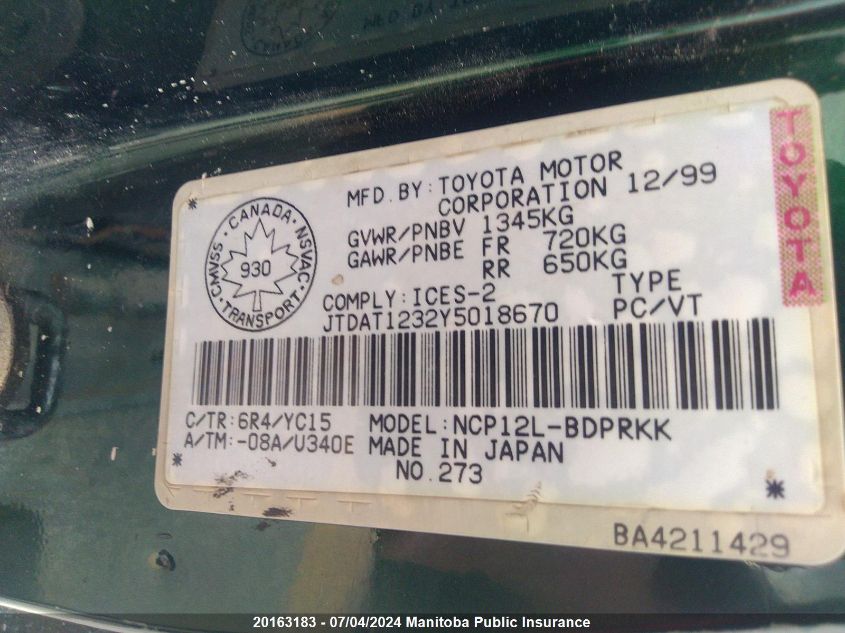 MFD. BY: TOYOTA MOTOR
CORPORATION 12/99
GVWR/PNBV 1345KG
GAWR/PNBE FR 720KG
RR 650KG
COMPLY: ICES-2
TYPE
JTDAT1232Y5018670
PC/VT
CANADA
CMVSS · NSVAC
930
TRANSPORT
TOYOTA
C/TR: 6R4/YC15
MODEL: NCP12L-BDPRKK
A/TM: -08A/U340E
MADE IN JAPAN
NO. 273
BA4211429
20163183 - 07/04/2024 Manitoba Public Insurance